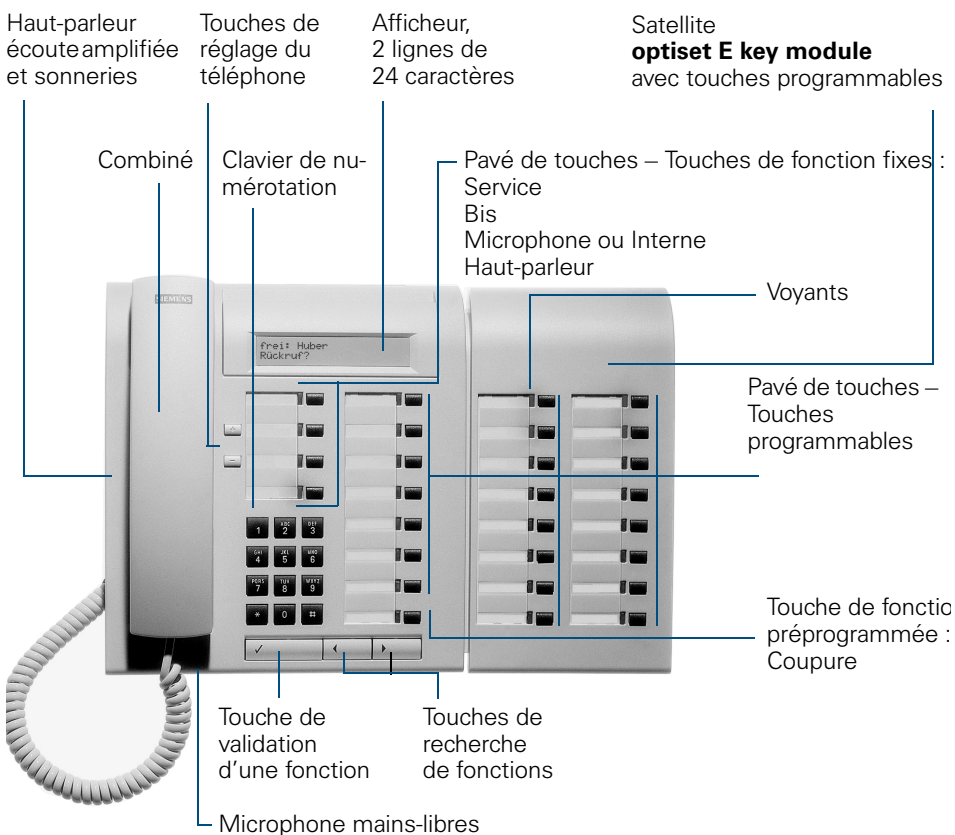 Haut-parleur
écoute amplifiée
et sonneries
Touches de
réglage du
téléphone
Afficheur,
2 lignes de
24 caractères
Satellite
optiset E key module
avec touches programmables
Combiné
Clavier de nu-
mérotation
Pavé de touches – Touches de fonction fixes :
Service
Bis
Microphone ou Interne
Haut-parleur
Voyants
SIEMENS
frei: Huber
Rückruf?
Pavé de touches –
Touches
programmables
1 ABC 2 DEF 3
GHI 4 JKL 5 MNO 6
PQRS 7 TUV 8 WXYZ 9
* 0 #
Touche de fonctio
préprogrammée :
Coupure
Touche de
validation
d'une fonction
Touches de
recherche
de fonctions
Microphone mains-libres